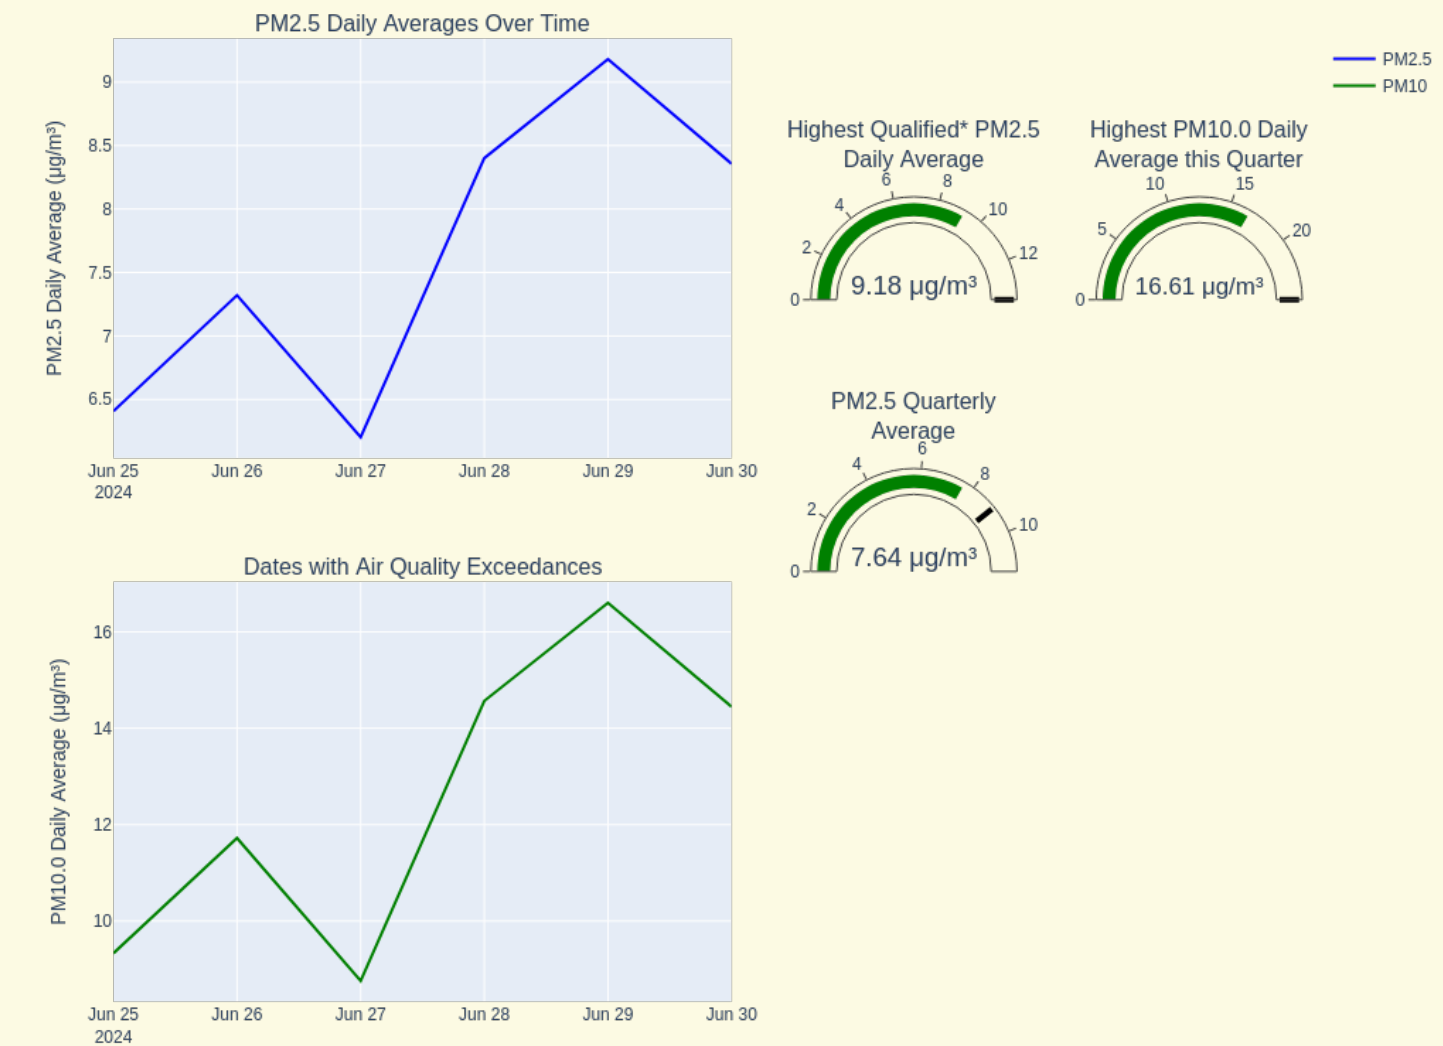 PM2.5 Daily Averages Over Time
PM2.5 Daily Average (μg/m³)
9
8.5
8
7.5
7
6.5
Jun 25
2024
Jun 26
Jun 27
Jun 28
Jun 29
Jun 30
PM2.5
PM10
Highest Qualified* PM2.5
Daily Average
0
2
4
6
8
10
12
9.18 μg/m³
Highest PM10.0 Daily
Average this Quarter
0
5
10
15
20
16.61 μg/m³
PM2.5 Quarterly
Average
0
2
4
6
8
10
7.64 μg/m³
Dates with Air Quality Exceedances
PM10.0 Daily Average (μg/m³)
16
14
12
10
Jun 25
2024
Jun 26
Jun 27
Jun 28
Jun 29
Jun 30